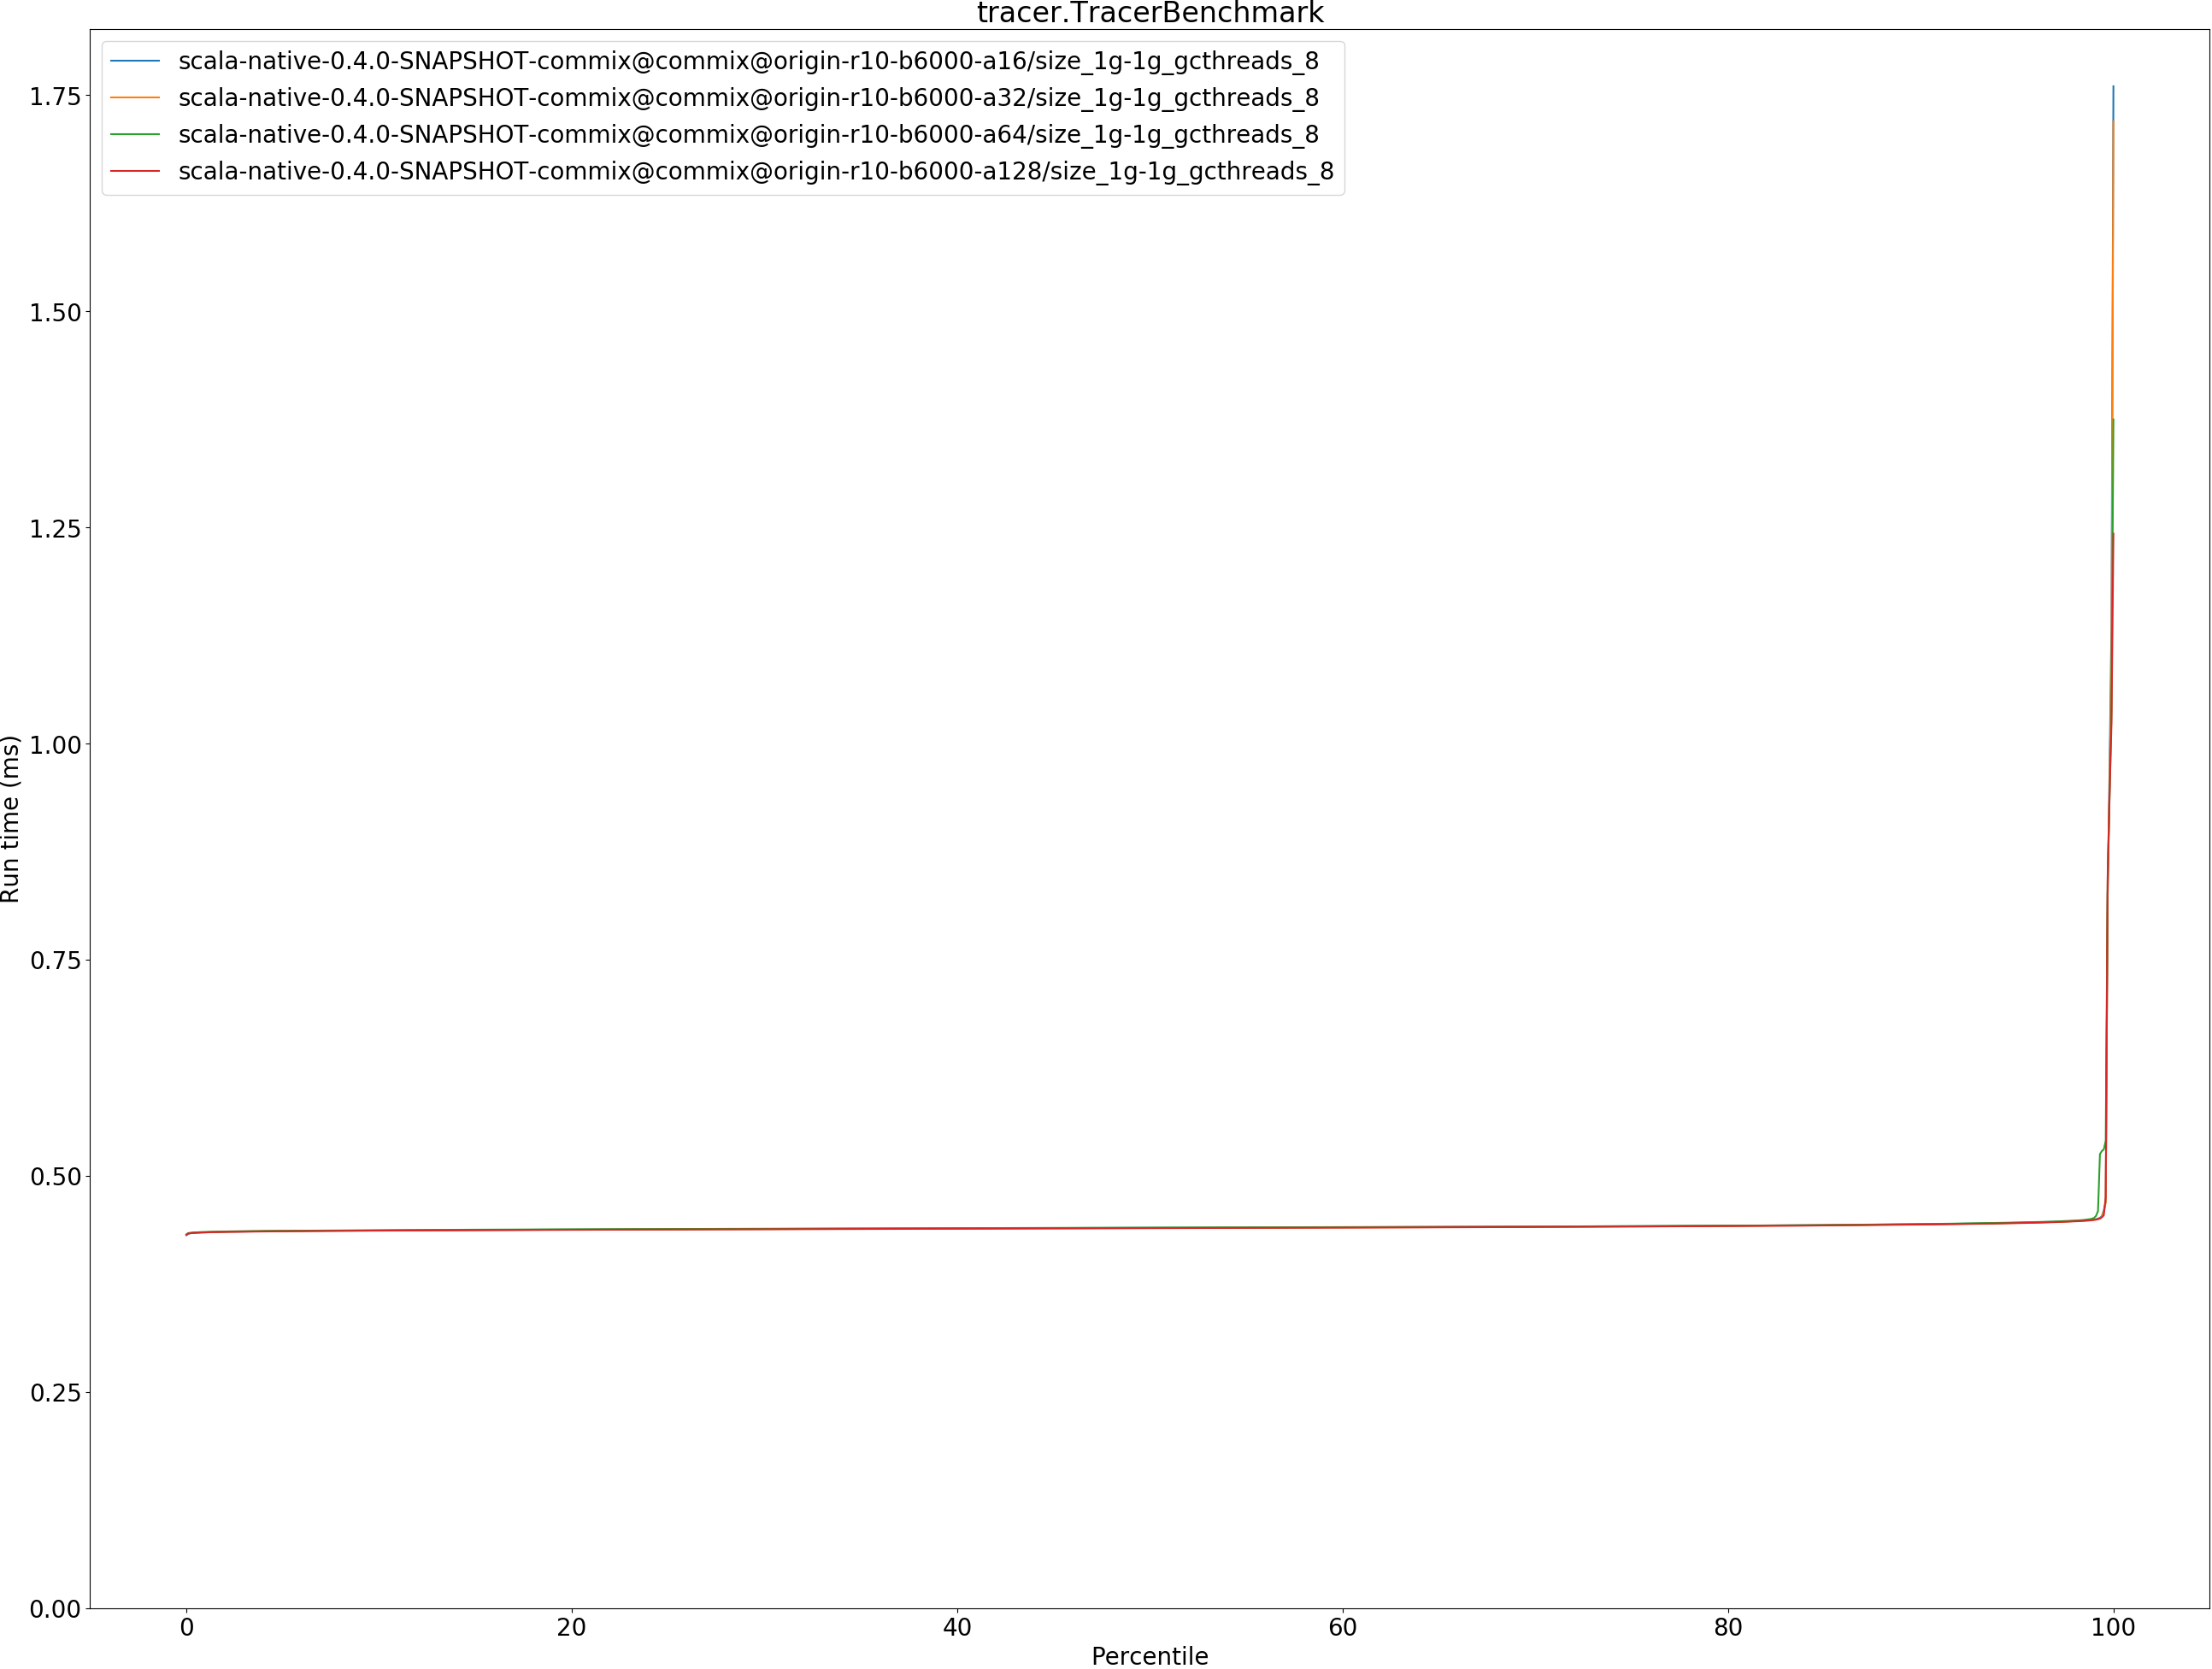 tracer.TracerBenchmark
scala-native-0.4.0-SNAPSHOT-commix@commix@origin-r10-b6000-a16/size_1g-1g_gcthreads_8
scala-native-0.4.0-SNAPSHOT-commix@commix@origin-r10-b6000-a32/size_1g-1g_gcthreads_8
scala-native-0.4.0-SNAPSHOT-commix@commix@origin-r10-b6000-a64/size_1g-1g_gcthreads_8
scala-native-0.4.0-SNAPSHOT-commix@commix@origin-r10-b6000-a128/size_1g-1g_gcthreads_8
1.75
1.50
1.25
1.00
0.75
0.50
0.25
0.00
Run time (ms)
0 20 40 60 80 100
Percentile